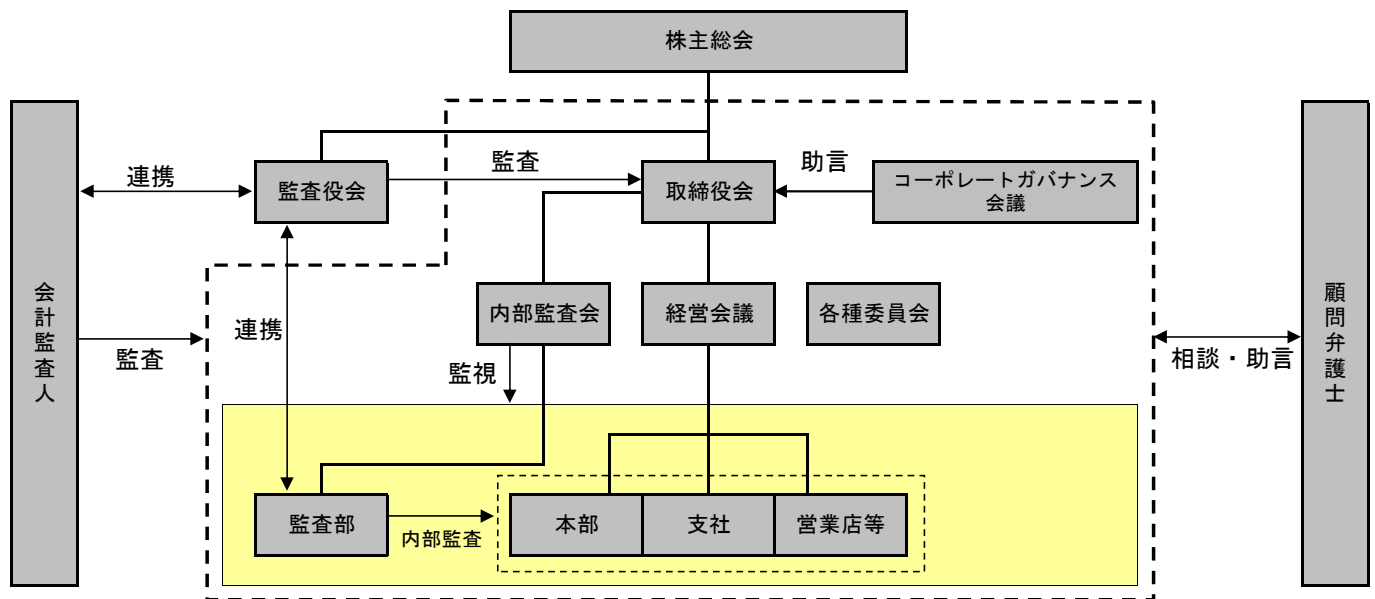 株主総会
連携
監査役会
監査
取締役会
助言
コーポレートガバナンス
会議
会計監査人
監査
連携
内部監査会
経営会議
各種委員会
監視
相談・助言
顧問弁護士
監査部
内部監査
本部
支社
営業店等